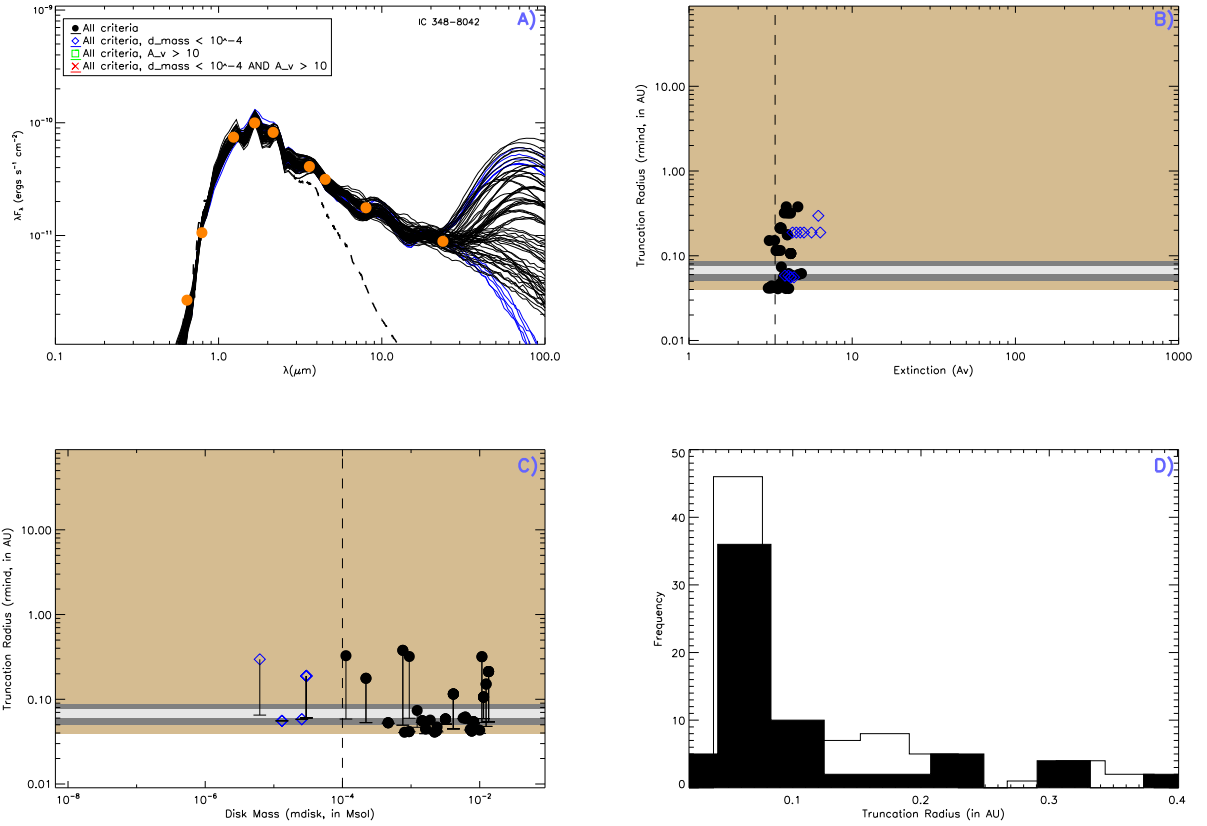 IC 348-8042
A)
All criteria
All criteria, d_mass < 10^-4
All criteria, A_v > 10
All criteria, d_mass < 10^-4 AND A_v > 10
10⁻⁹
10⁻¹⁰
10⁻¹¹
λFλ (ergs s⁻¹ cm⁻²)
0.1 1.0 10.0 100.0
λ(μm)
B)
10.00
1.00
0.10
0.01
Truncation Radius (rmind, in AU)
1 10 100 1000
Extinction (Av)
C)
10.00
1.00
0.10
0.01
Truncation Radius (rmind, in AU)
10⁻⁸ 10⁻⁶ 10⁻⁴ 10⁻²
Disk Mass (mdisk, in Msol)
D)
50
40
30
20
10
0
Frequency
0.1 0.2 0.3 0.4
Truncation Radius (in AU)